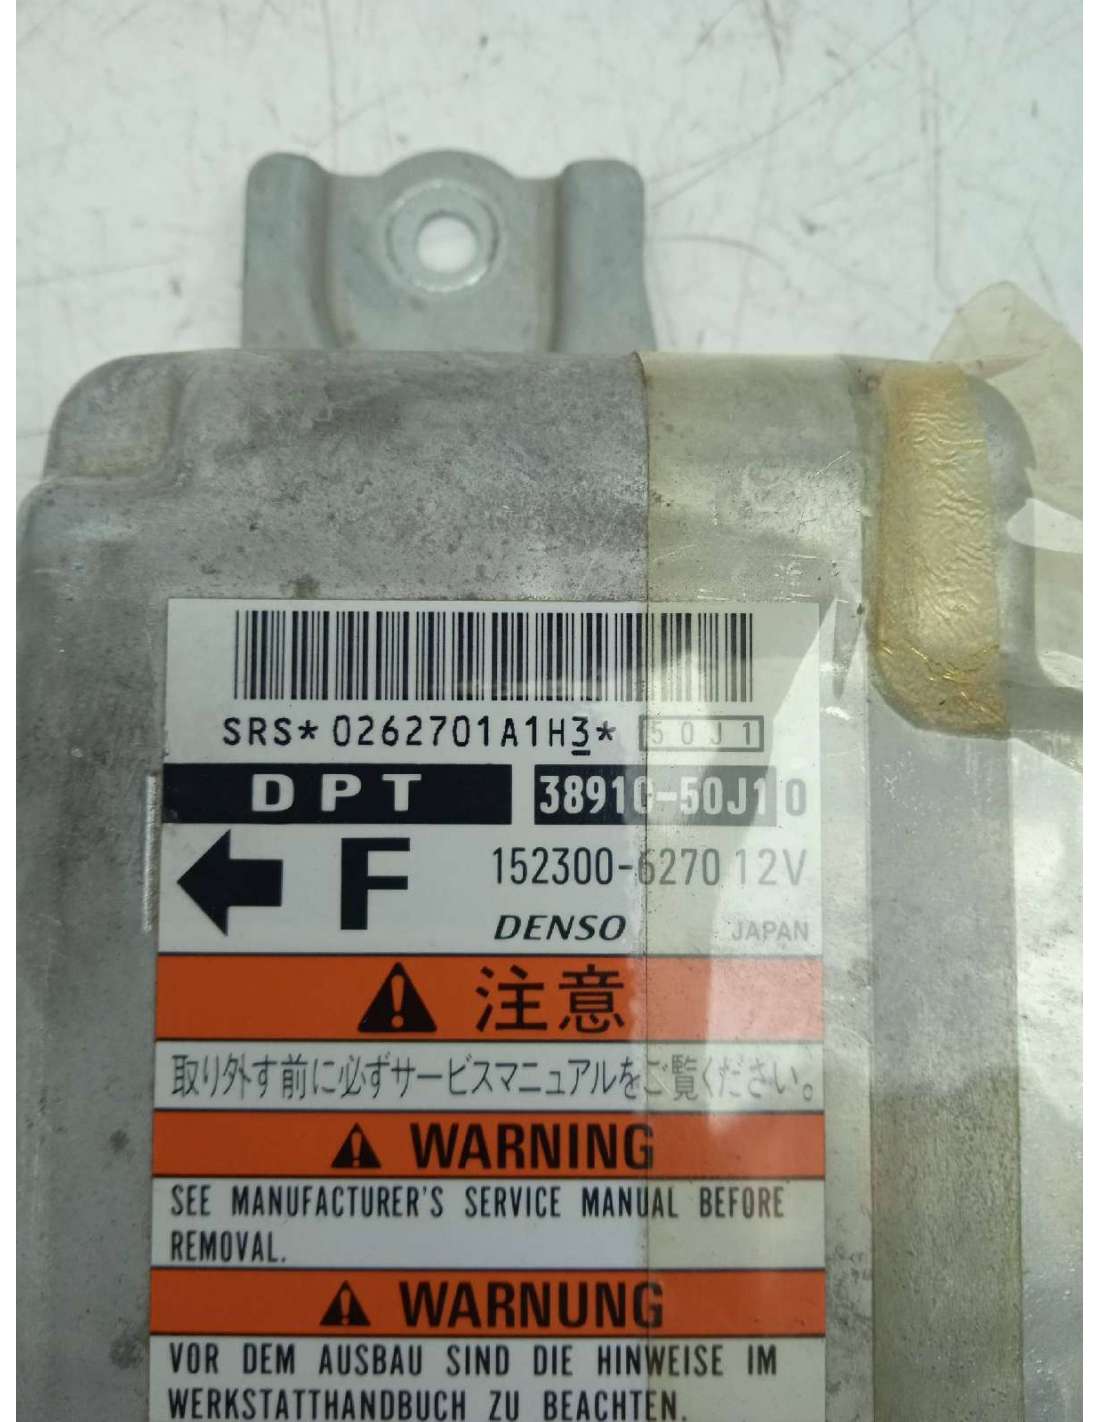 SRS*0262701A1H3* 50J1
DPT 38910-50J10
F 152300-6270 12V
DENSO JAPAN
注意
取り外す前に必ずサービスマニュアルをご覧ください。
WARNING
SEE MANUFACTURER'S SERVICE MANUAL BEFORE
REMOVAL.
WARNUNG
VOR DEM AUSBAU SIND DIE HINWEISE IM
WERKSTATTHANDBUCH ZU BEACHTEN.